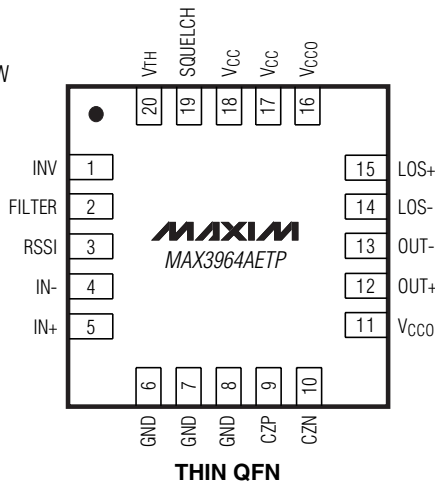 W
VTH
SQUELCH
VCC
VCC
VCCO
20
19
18
17
16
INV 1
FILTER 2
RSSI 3
IN- 4
IN+ 5
MAXIM
MAX3964AETP
15 LOS+
14 LOS-
13 OUT-
12 OUT+
11 VCCO
6
7
8
9
10
GND
GND
GND
CZP
CZN
THIN QFN